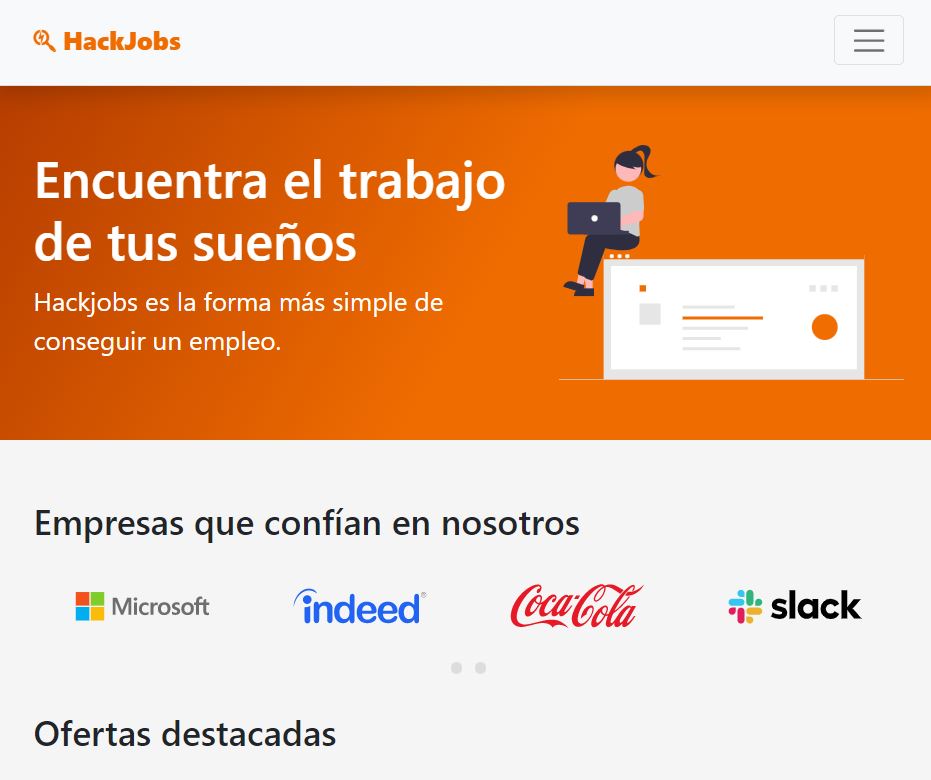 HackJobs
Encuentra el trabajo
de tus sueños
Hackjobs es la forma más simple de
conseguir un empleo.
Empresas que confían en nosotros
Microsoft
indeed®
Coca-Cola
slack
Ofertas destacadas